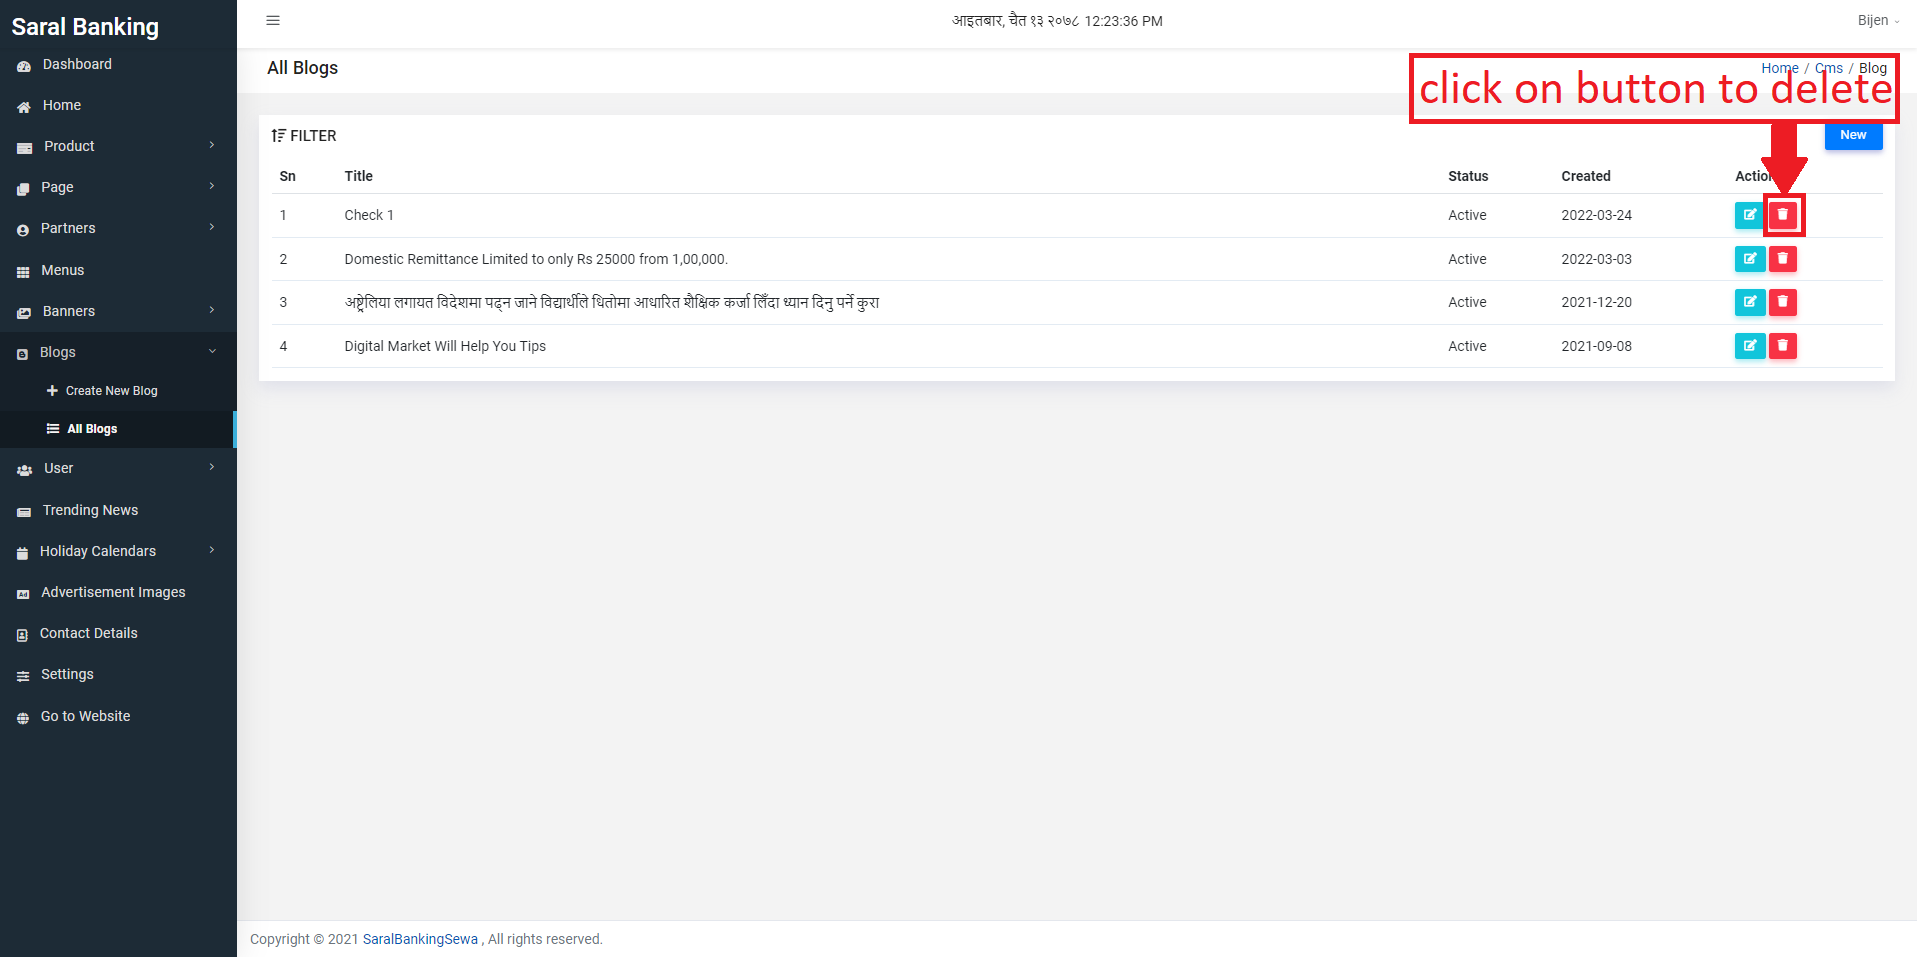 Saral Banking
आइतबार, चैत १३ २०७८ 12:23:36 PM
Bijen
Dashboard
Home
Product
Page
Partners
Menus
Banners
Blogs
Create New Blog
All Blogs
User
Trending News
Holiday Calendars
Advertisement Images
Contact Details
Settings
Go to Website
All Blogs
Home / Cms / Blog
click on button to delete
FILTER
New
Sn Title Status Created Action
1 Check 1 Active 2022-03-24
2 Domestic Remittance Limited to only Rs 25000 from 1,00,000. Active 2022-03-03
3 अष्ट्रेलिया लगायत विदेशमा पढ्न जाने विद्यार्थीले धितोमा आधारित शैक्षिक कर्जा लिँदा ध्यान दिनु पर्ने कुरा Active 2021-12-20
4 Digital Market Will Help You Tips Active 2021-09-08
Copyright © 2021 SaralBankingSewa , All rights reserved.